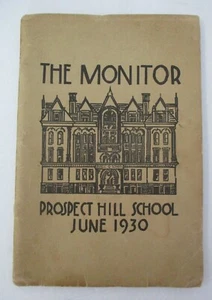 THE MONITOR
PROSPECT HILL SCHOOL
JUNE 1930